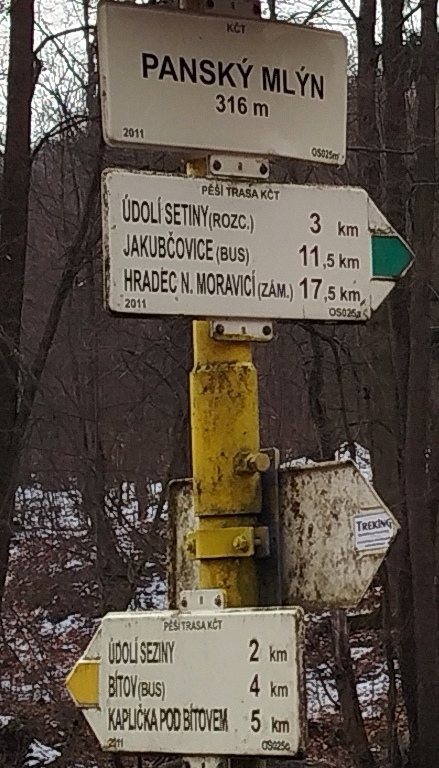 KČT
PANSKÝ MLÝN
316 m
2011 OS025m
PĚŠÍ TRASA KČT
ÚDOLÍ SETINY (ROZC.) 3 km
JAKUBČOVICE (BUS) 11,5 km
HRADEC N. MORAVICÍ (ZÁM.) 17,5 km
2011 OS025a
TREKING
PĚŠÍ TRASA KČT
ÚDOLÍ SEZINY 2 km
BÍTOV (BUS) 4 km
KAPLIČKA POD BÍTOVEM 5 km
2011 OS025c